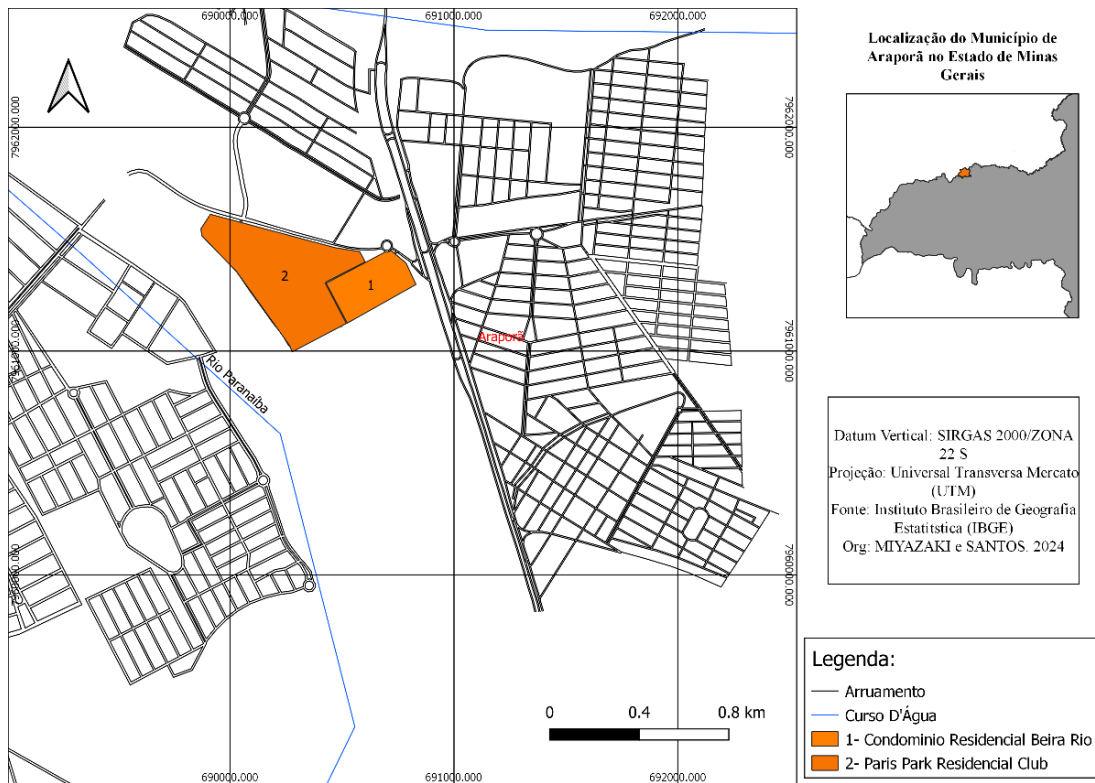 690000.000
691000.000
692000.000
Localização do Município de
Araporã no Estado de Minas
Gerais
7962000.000
7962000.000
2
1
Araporã
7961000.000
7961000.000
Rio Paranaíba
Datum Vertical: SIRGAS 2000/ZONA
22 S
Projeção: Universal Transversa Mercato
(UTM)
Fonte: Instituto Brasileiro de Geografia
Estatitstica (IBGE)
Org: MIYAZAKI e SANTOS. 2024
7960000.000
0 0.4 0.8 km
Legenda:
Arruamento
Curso D'Água
1- Condominio Residencial Beira Rio
2- Paris Park Residencial Club
690000.000
691000.000
692000.000